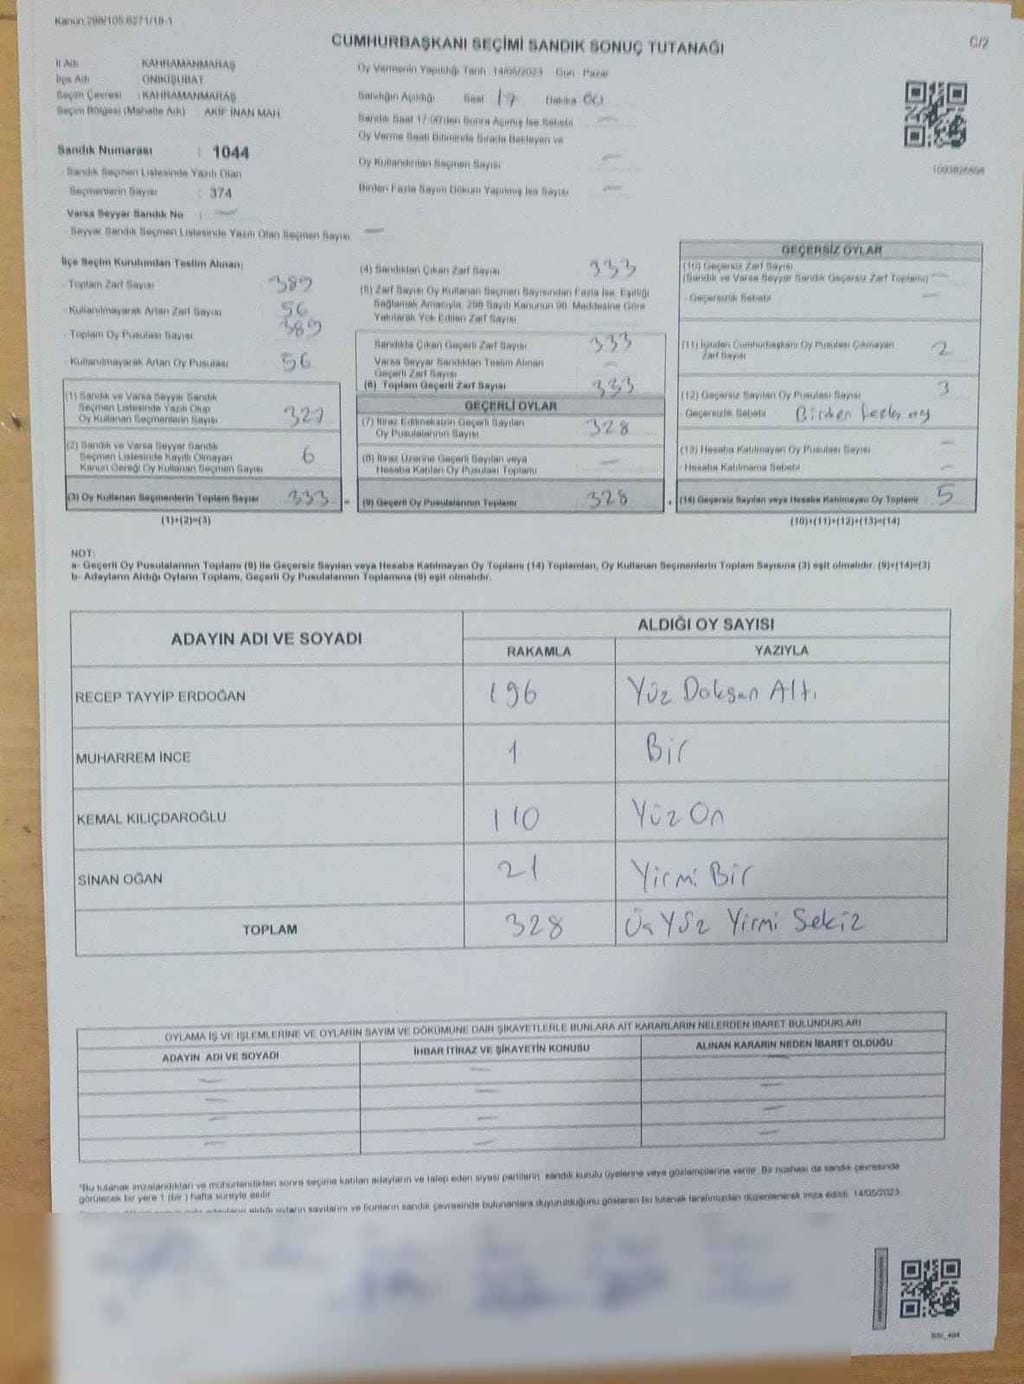 Kanun:298/105.6271/18-1
CUMHURBAŞKANI SEÇİMİ SANDIK SONUÇ TUTANAĞI
C/2
İl Adı KAHRAMANMARAŞ
İlçe Adı ONİKİŞUBAT
Seçim Çevresi : KAHRAMANMARAŞ
Seçim Bölgesi (Mahalle Adı) : AKİF İNAN MAH
Sandık Numarası : 1044
- Sandık Seçmen Listesinde Yazılı Olan
Seçmenlerin Sayısı : 374
Varsa Seyyar Sandık No : —
- Seyyar Sandık Seçmen Listesinde Yazılı Olan Seçmen Sayısı —
Oy Vermenin Yapıldığı Tarih :14/05/2023 Gün : Pazar
Sandığın Açıldığı Saat 17 Dakika 00
Sandık Saat 17:00'den Sonra Açılmış İse Sebebi —
Oy Verme Saati Bitiminde Sırada Bekleyen ve
Oy Kullandırılan Seçmen Sayısı —
Birden Fazla Sayım Döküm Yapılmış İse Sayısı —
1093826898
İlçe Seçim Kurulundan Teslim Alınan;
- Toplam Zarf Sayısı 389
- Kullanılmayarak Artan Zarf Sayısı 56
- Toplam Oy Pusulası Sayısı 389
- Kullanılmayarak Artan Oy Pusulası 56
(1) Sandık ve Varsa Seyyar Sandık
Seçmen Listesinde Yazılı Olup
Oy Kullanan Seçmenlerin Sayısı 327
(2) Sandık ve Varsa Seyyar Sandık
Seçmen Listesinde Kayıtlı Olmayan
Kanun Gereği Oy Kullanan Seçmen Sayısı 6
(3) Oy Kullanan Seçmenlerin Toplam Sayısı 333 =
(1)+(2)=(3)
(4) Sandıktan Çıkan Zarf Sayısı 333
(5) Zarf Sayısı Oy Kullanan Seçmen Sayısından Fazla İse, Eşitliği
Sağlamak Amacıyla, 298 Sayılı Kanunun 98. Maddesine Göre
Yakılarak Yok Edilen Zarf Sayısı
Sandıkta Çıkan Geçerli Zarf Sayısı 333
Varsa Seyyar Sandıktan Teslim Alınan
Geçerli Zarf Sayısı —
(6) Toplam Geçerli Zarf Sayısı 333
GEÇERLİ OYLAR
(7) İtiraz Edilmeksizin Geçerli Sayılan
Oy Pusulalarının Sayısı 328
(8) İtiraz Üzerine Geçerli Sayılan veya
Hesaba Katılan Oy Pusulası Toplamı —
(9) Geçerli Oy Pusulalarının Toplamı 328 +
GEÇERSİZ OYLAR
(10) Geçersiz Zarf Sayısı
(Sandık ve Varsa Seyyar Sandık Geçersiz Zarf Toplamı) —
- Geçersizlik Sebebi —
(11) İçinden Cumhurbaşkanı Oy Pusulası Çıkmayan
Zarf Sayısı 2
(12) Geçersiz Sayılan Oy Pusulası Sayısı 3
- Geçersizlik Sebebi Birden fazla oy
(13) Hesaba Katılmayan Oy Pusulası Sayısı —
- Hesaba Katılmama Sebebi —
(14) Geçersiz Sayılan veya Hesaba Katılmayan Oy Toplamı 5
(10)+(11)+(12)+(13)=(14)
NOT:
a- Geçerli Oy Pusulalarının Toplamı (9) ile Geçersiz Sayılan veya Hesaba Katılmayan Oy Toplamı (14) Toplamları, Oy Kullanan Seçmenlerin Toplam Sayısına (3) eşit olmalıdır. (9)+(14)=(3)
b- Adayların Aldığı Oyların Toplamı, Geçerli Oy Pusulalarının Toplamına (9) eşit olmalıdır.
ADAYIN ADI VE SOYADI ALDIĞI OY SAYISI
RAKAMLA YAZIYLA
RECEP TAYYİP ERDOĞAN 196 Yüz Doksan Altı
MUHARREM İNCE 1 Bir
KEMAL KILIÇDAROĞLU 110 Yüz On
SİNAN OĞAN 21 Yirmi Bir
TOPLAM 328 Üç Yüz Yirmi Sekiz
OYLAMA İŞ VE İŞLEMLERİNE VE OYLARIN SAYIM VE DÖKÜMÜNE DAİR ŞİKAYETLERLE BUNLARA AİT KARARLARIN NELERDEN İBARET BULUNDUKLARI
ADAYIN ADI VE SOYADI İHBAR İTİRAZ VE ŞİKAYETİN KONUSU ALINAN KARARIN NEDEN İBARET OLDUĞU
— — —
— — —
— — —
— — —
*Bu tutanak imzalandıktan ve mühürlendikten sonra seçime katılan adayların ve talep eden siyasi partilerin sandık kurulu üyelerine veya gözlemcilerine verilir. Bir nüshası da sandık çevresinde
görülecek bir yere 1 (bir ) hafta süreyle asılır.
adayların aldığı oyların sayılarını ve bunların sandık çevresinde bulunanlara duyurulduğunu gösteren bu tutanak tarafımızdan düzenlenerek imza edildi. 14/05/2023